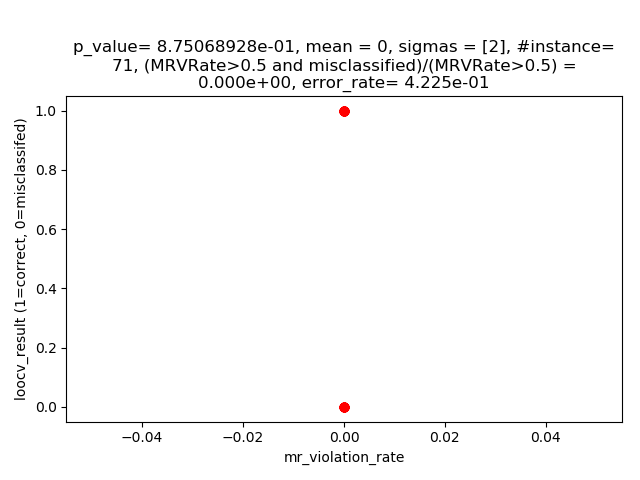 p_value= 8.75068928e-01, mean = 0, sigmas = [2], #instance=
71, (MRVRate>0.5 and misclassified)/(MRVRate>0.5) =
0.000e+00, error_rate= 4.225e-01
loocv_result (1=correct, 0=misclassifed)
1.0
0.8
0.6
0.4
0.2
0.0
−0.04
−0.02
0.00
0.02
0.04
mr_violation_rate